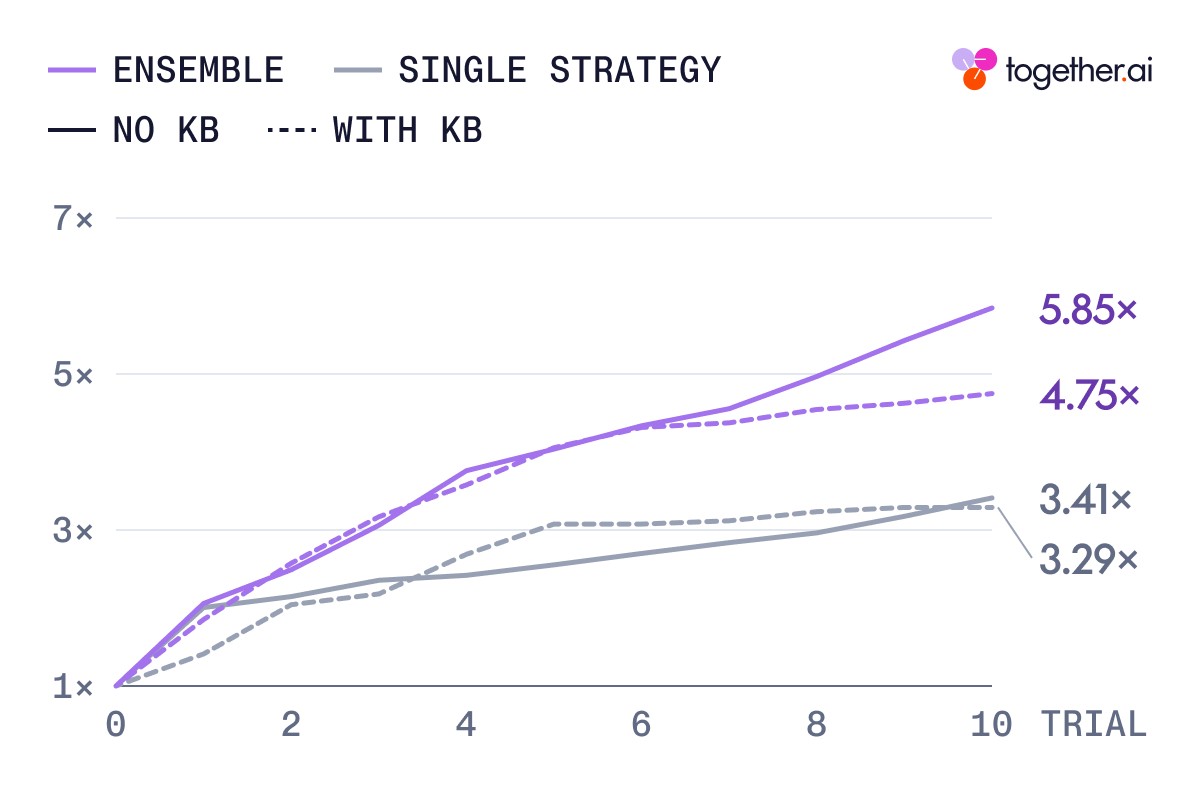 ENSEMBLE SINGLE STRATEGY
together.ai
NO KB WITH KB
7×
5×
3×
1×
5.85×
4.75×
3.41×
3.29×
0 2 4 6 8 10 TRIAL